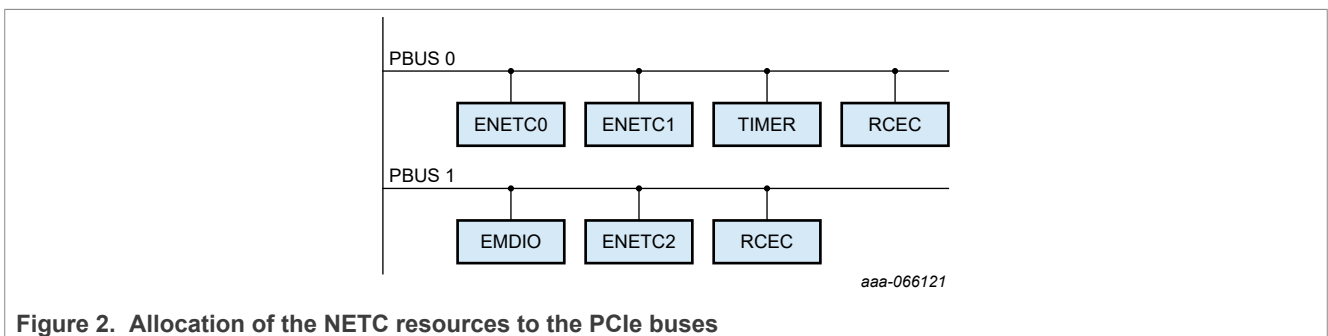 PBUS 0
ENETC0 ENETC1 TIMER RCEC
PBUS 1
EMDIO ENETC2 RCEC
aaa-066121
Figure 2. Allocation of the NETC resources to the PCIe buses